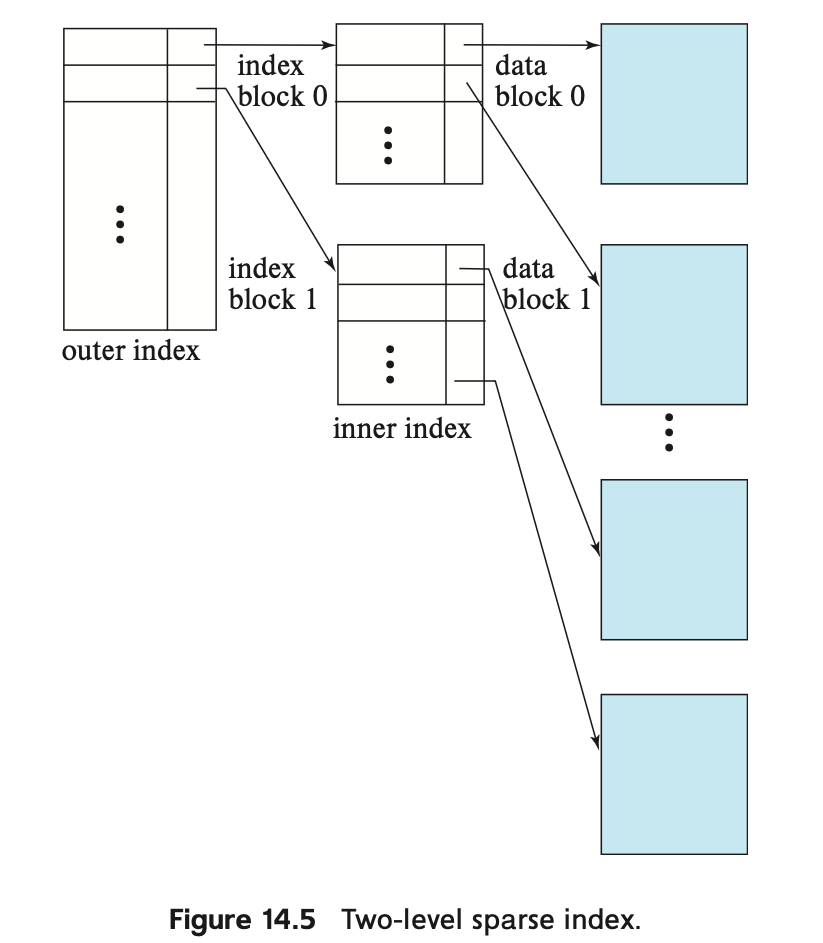 index
block 0
data
block 0
index
block 1
data
block 1
outer index
inner index
Figure 14.5 Two-level sparse index.